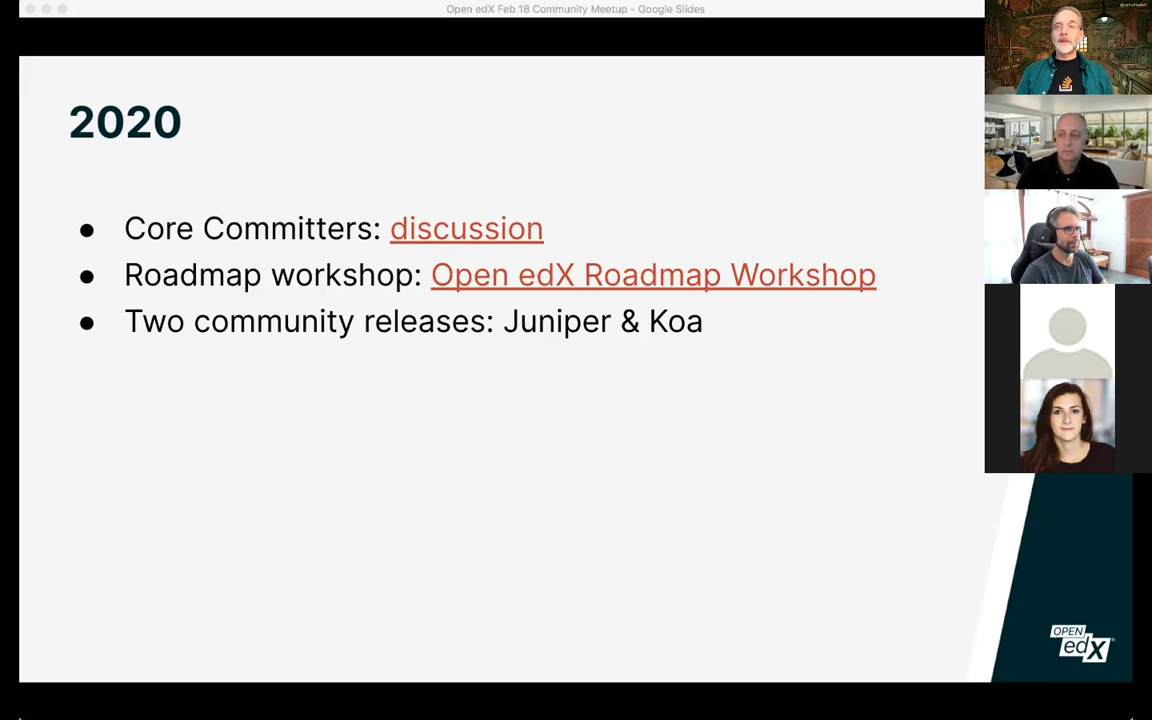 Open edX Feb 18 Community Meetup - Google Slides
2020
● Core Committers: discussion
● Roadmap workshop: Open edX Roadmap Workshop
● Two community releases: Juniper & Koa
OPEN
edX